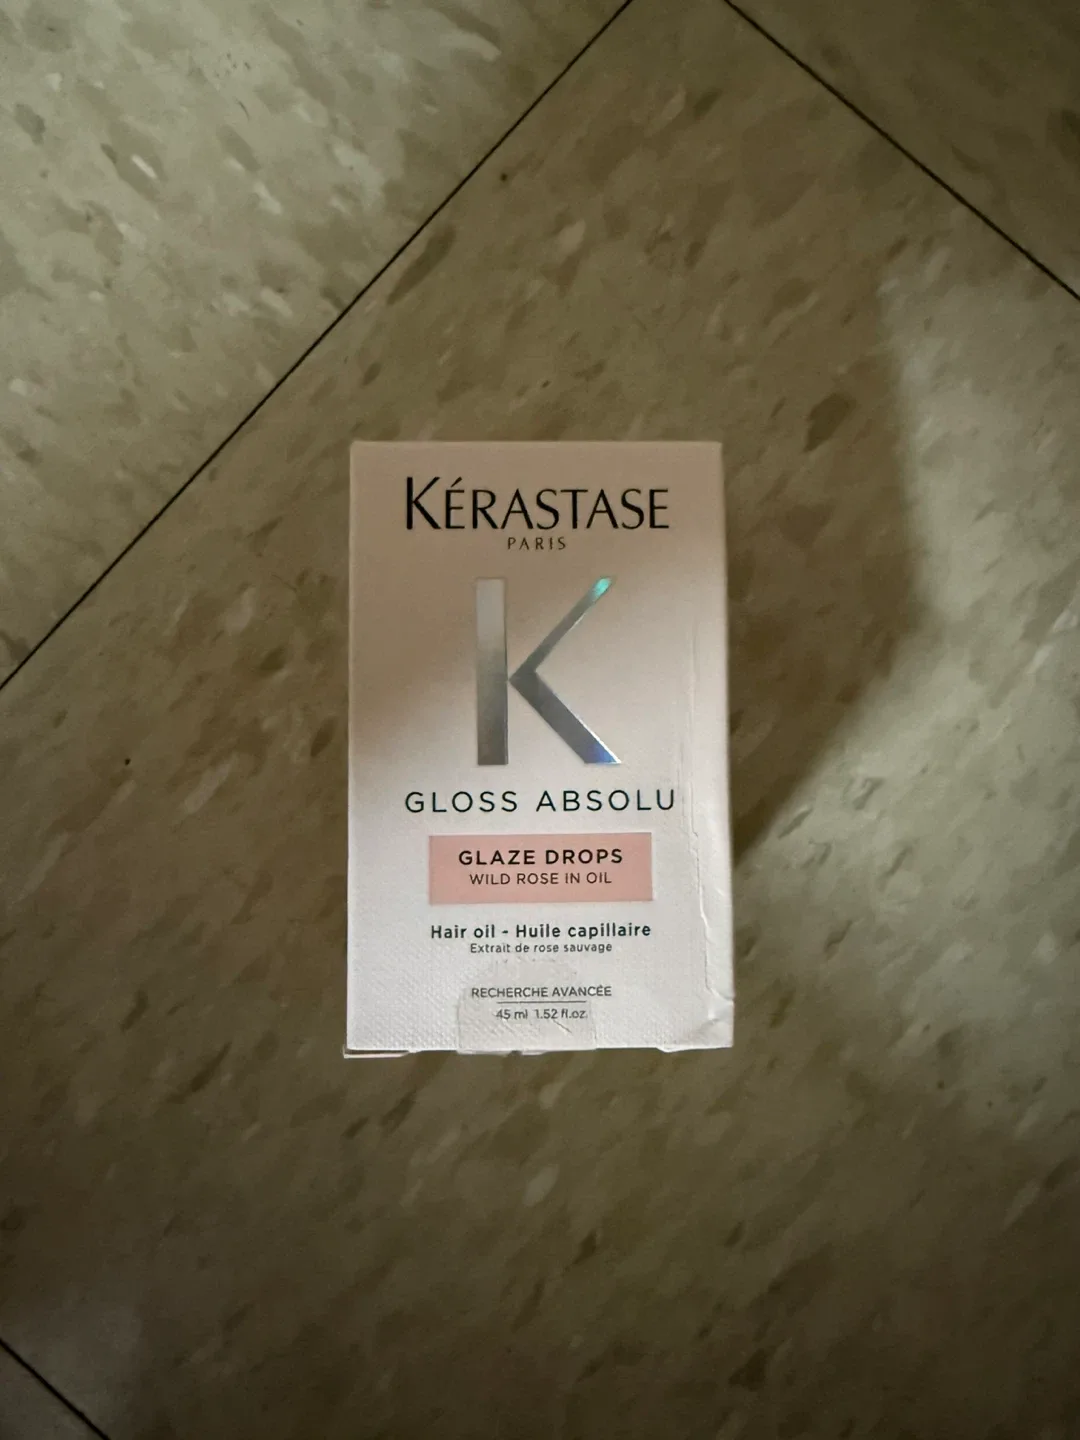 KÉRASTASE
PARIS
K
GLOSS ABSOLU
GLAZE DROPS
WILD ROSE IN OIL
Hair oil - Huile capillaire
Extrait de rose sauvage
RECHERCHE AVANCÉE
45 ml 1.52 fl.oz.